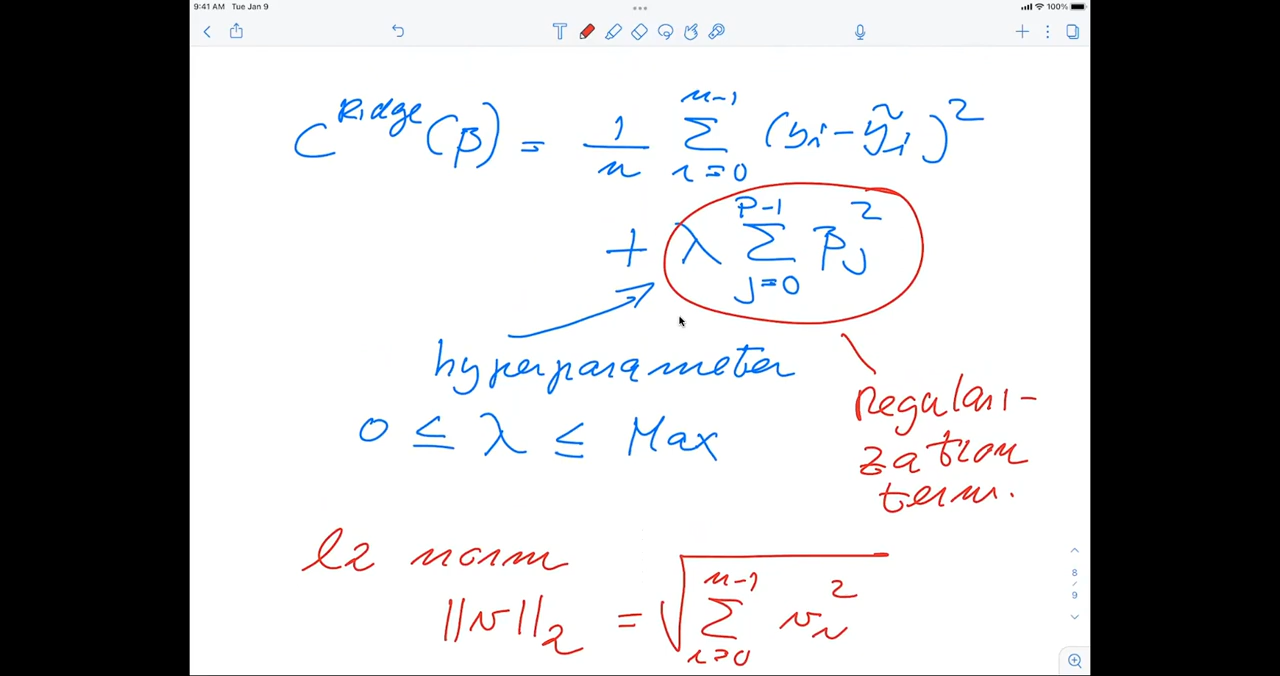 9:41 AM Tue Jan 9
100%
C^Ridge(β) = 1/n Σ_{i=0}^{n-1} (y_i - ỹ_i)^2
+ λ Σ_{j=0}^{P-1} β_j^2
hyperparameter
0 ≤ λ ≤ Max
Regulari-
zation
term.
l2 norm
||v||_2 = √(Σ_{i=0}^{n-1} v_i^2)
8
/
9